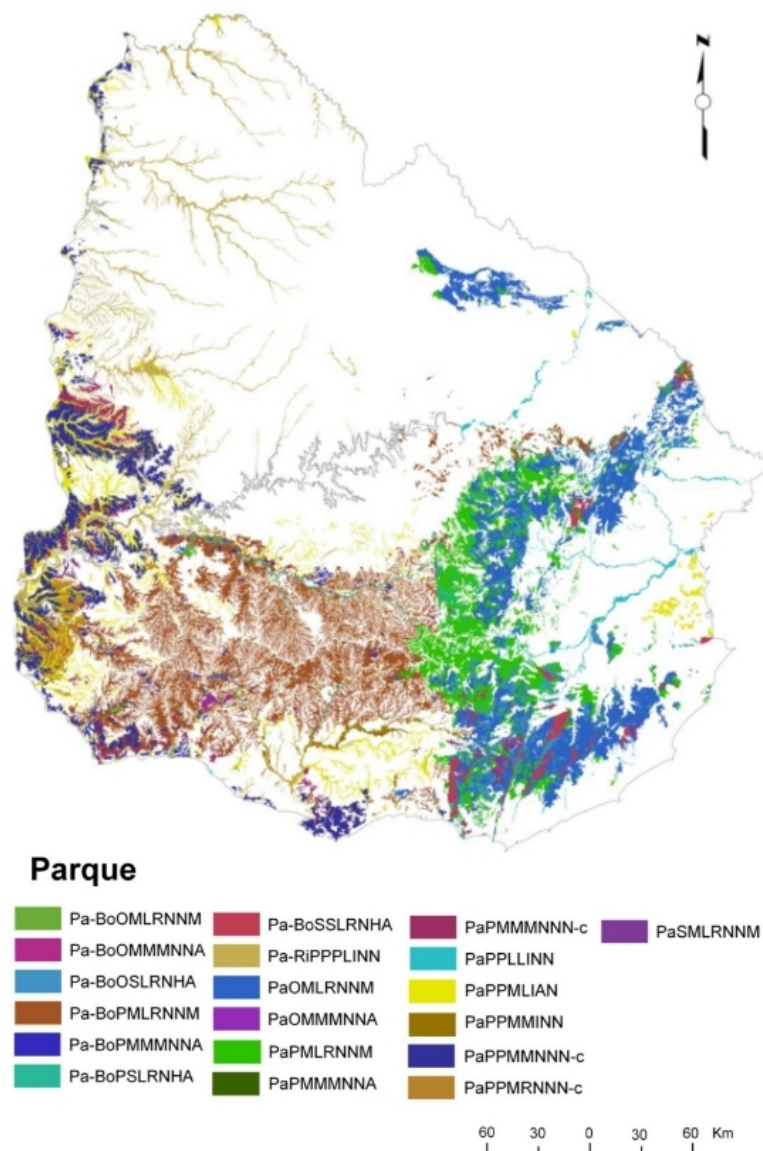 N
Parque
Pa-BoOMLRNNM
Pa-BoOMMMNNA
Pa-BoOSLRNHA
Pa-BoPMLRNNM
Pa-BoPMMMNNA
Pa-BoPSLRNHA
Pa-BoSSLRNHA
Pa-RiPPPLINN
PaOMLRNNM
PaOMMMNNA
PaPMLRNNM
PaPMMMNNA
PaPMMMNNN-c
PaPPLLINN
PaPPMLIAN
PaPPMMINN
PaPPMMNNN-c
PaPPMRNNN-c
PaSMLRNNM
60 30 0 30 60 Km